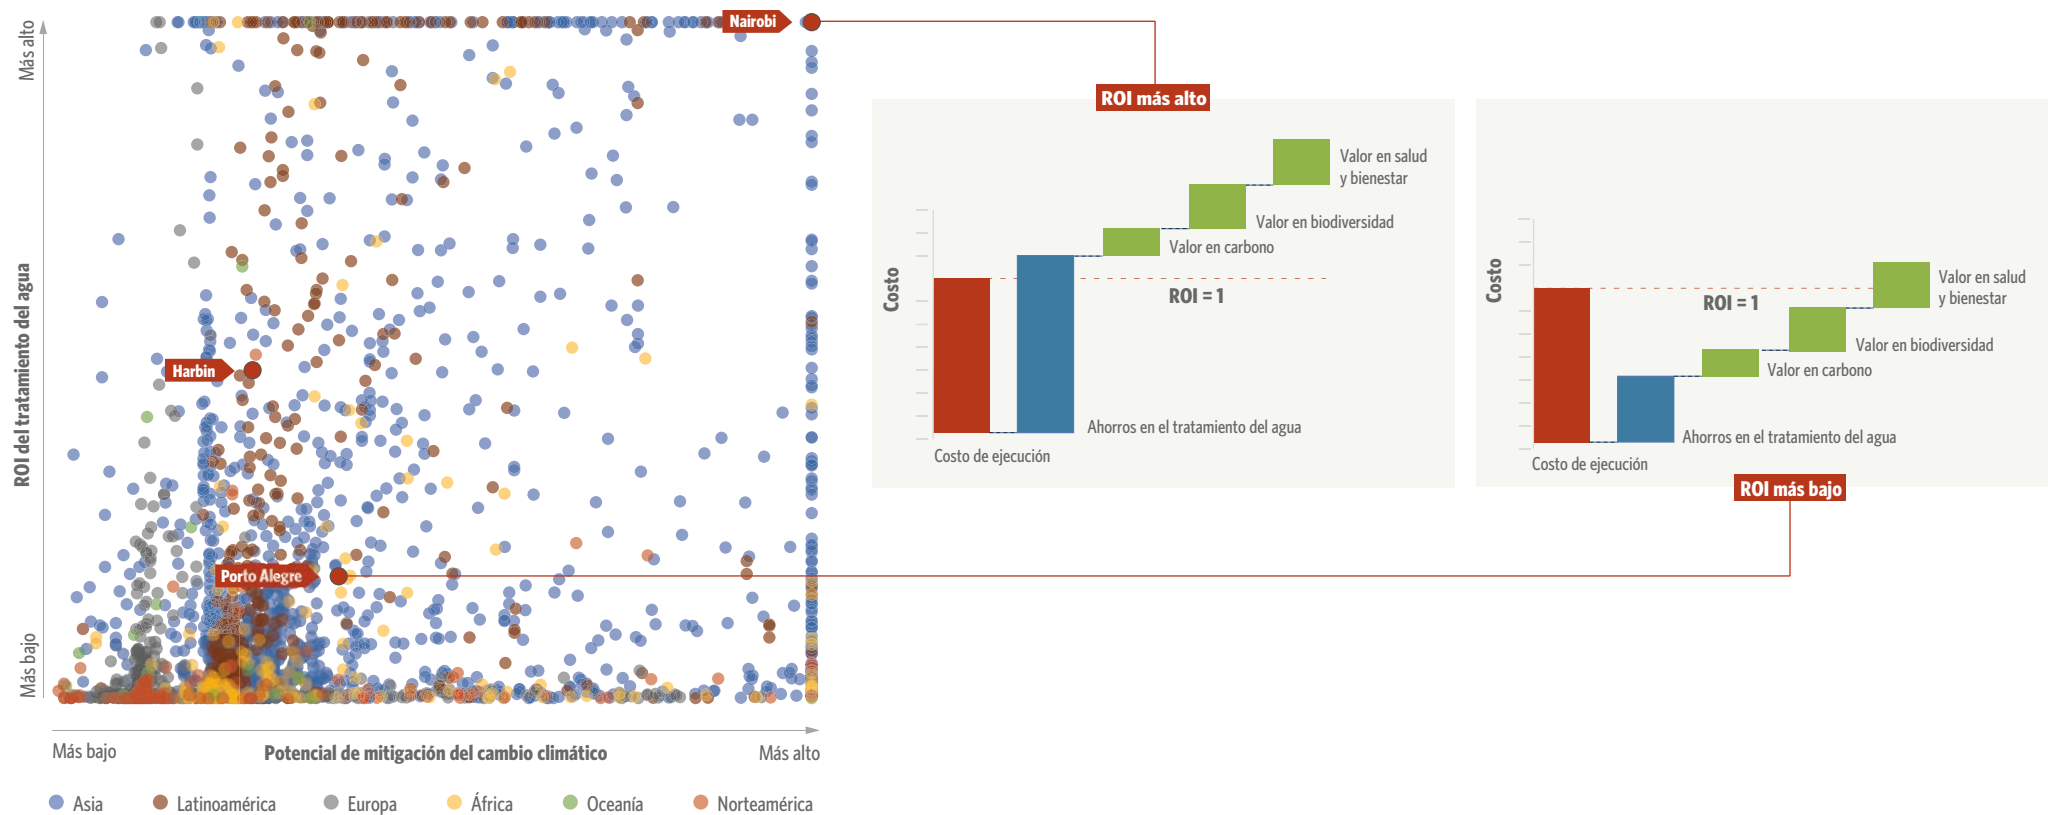 Más alto
ROI del tratamiento del agua
Más bajo
Nairobi
Harbin
Porto Alegre
Más bajo
Potencial de mitigación del cambio climático
Más alto
Asia
Latinoamérica
Europa
África
Oceanía
Norteamérica
ROI más alto
Costo
Valor en salud
y bienestar
Valor en biodiversidad
Valor en carbono
ROI = 1
Ahorros en el tratamiento del agua
Costo de ejecución
Costo
Valor en salud
y bienestar
ROI = 1
Valor en biodiversidad
Valor en carbono
Ahorros en el tratamiento del agua
Costo de ejecución
ROI más bajo